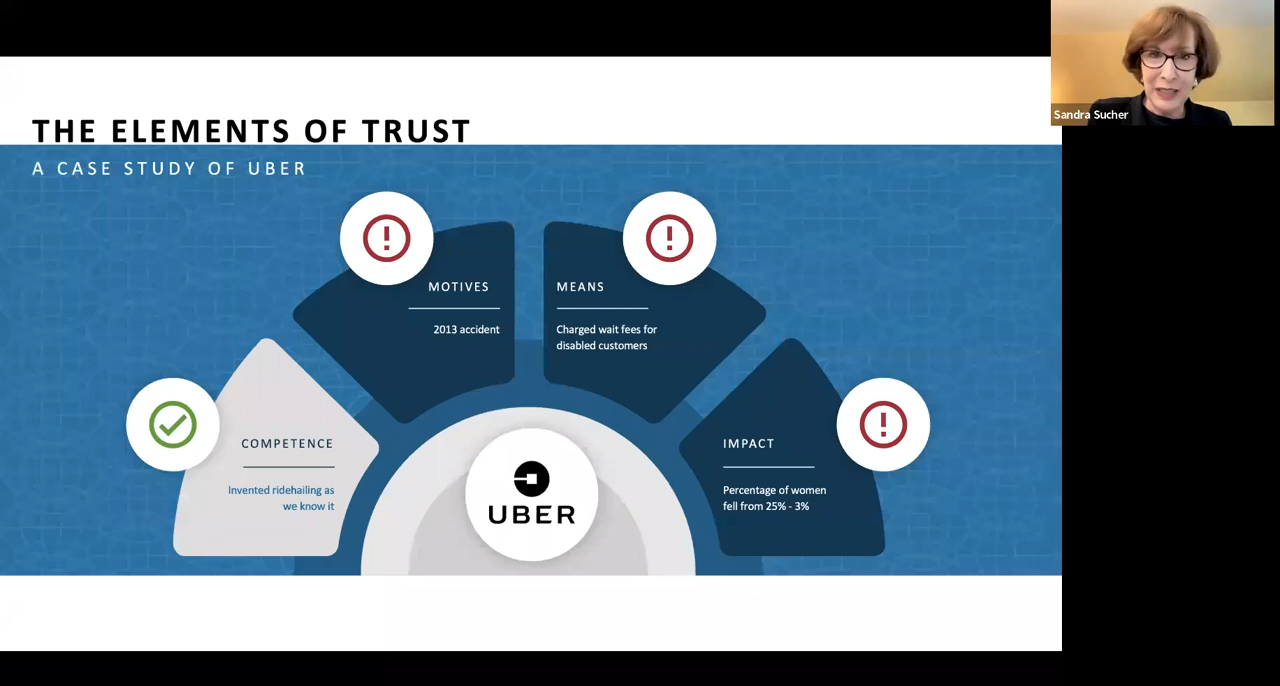 THE ELEMENTS OF TRUST
A CASE STUDY OF UBER
COMPETENCE
Invented ridehailing as
we know it
MOTIVES
2013 accident
MEANS
Charged wait fees for
disabled customers
IMPACT
Percentage of women
fell from 25% - 3%
UBER
Sandra Sucher